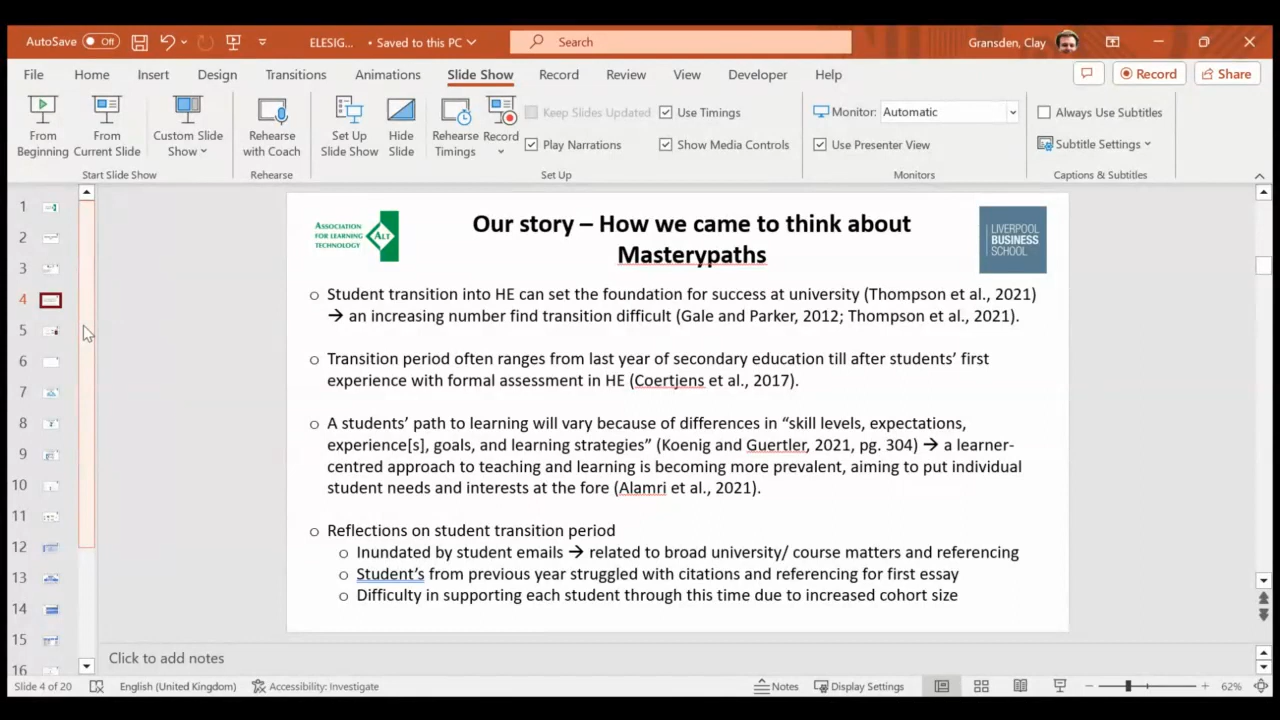 AutoSave Off ELESIG... • Saved to this PC Search Gransden, Clay
File Home Insert Design Transitions Animations Slide Show Record Review View Developer Help Record Share
From Beginning
From Current Slide
Custom Slide Show
Start Slide Show
Rehearse with Coach
Rehearse
Set Up Slide Show
Hide Slide
Rehearse Timings
Record
Keep Slides Updated
Play Narrations
Use Timings
Show Media Controls
Set Up
Monitor: Automatic
Use Presenter View
Monitors
Always Use Subtitles
Subtitle Settings
Captions & Subtitles
1
2
3
4
5
6
7
8
9
10
11
12
13
14
15
16
ASSOCIATION
FOR LEARNING
TECHNOLOGY
ALT
Our story – How we came to think about
Masterypaths
LIVERPOOL
BUSINESS
SCHOOL
o Student transition into HE can set the foundation for success at university (Thompson et al., 2021)
→ an increasing number find transition difficult (Gale and Parker, 2012; Thompson et al., 2021).
o Transition period often ranges from last year of secondary education till after students’ first
experience with formal assessment in HE (Coertjens et al., 2017).
o A students’ path to learning will vary because of differences in “skill levels, expectations,
experience[s], goals, and learning strategies” (Koenig and Guertler, 2021, pg. 304) → a learner-
centred approach to teaching and learning is becoming more prevalent, aiming to put individual
student needs and interests at the fore (Alamri et al., 2021).
o Reflections on student transition period
o Inundated by student emails → related to broad university/ course matters and referencing
o Student’s from previous year struggled with citations and referencing for first essay
o Difficulty in supporting each student through this time due to increased cohort size
Click to add notes
Slide 4 of 20 English (United Kingdom) Accessibility: Investigate Notes Display Settings 62%